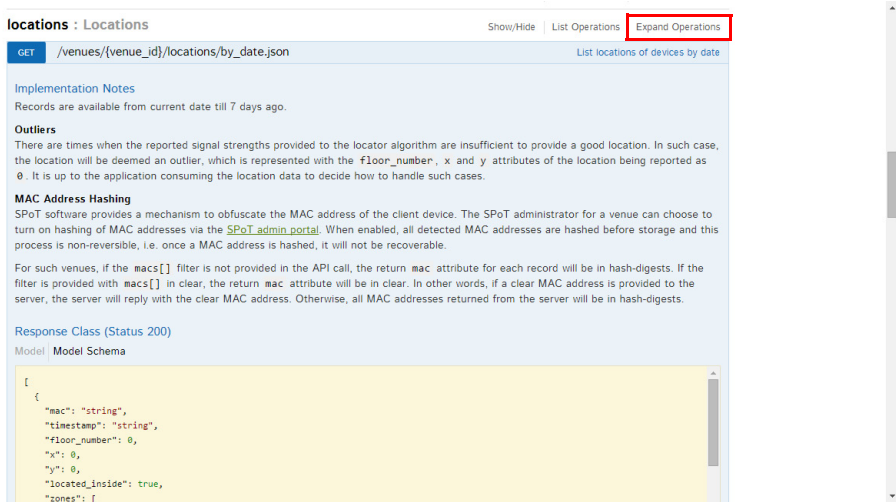 locations : Locations
Show/Hide | List Operations | Expand Operations
GET /venues/{venue_id}/locations/by_date.json List locations of devices by date
Implementation Notes
Records are available from current date till 7 days ago.
Outliers
There are times when the reported signal strengths provided to the locator algorithm are insufficient to provide a good location. In such case,
the location will be deemed an outlier, which is represented with the floor_number, x and y attributes of the location being reported as
0. It is up to the application consuming the location data to decide how to handle such cases.
MAC Address Hashing
SPoT software provides a mechanism to obfuscate the MAC address of the client device. The SPoT administrator for a venue can choose to
turn on hashing of MAC addresses via the SPoT admin portal. When enabled, all detected MAC addresses are hashed before storage and this
process is non-reversible, i.e. once a MAC address is hashed, it will not be recoverable.
For such venues, if the macs[] filter is not provided in the API call, the return mac attribute for each record will be in hash-digests. If the
filter is provided with macs[] in clear, the return mac attribute will be in clear. In other words, if a clear MAC address is provided to the
server, the server will reply with the clear MAC address. Otherwise, all MAC addresses returned from the server will be in hash-digests.
Response Class (Status 200)
Model | Model Schema
[
{
"mac": "string",
"timestamp": "string",
"floor_number": 0,
"x": 0,
"y": 0,
"located_inside": true,
"zones": [